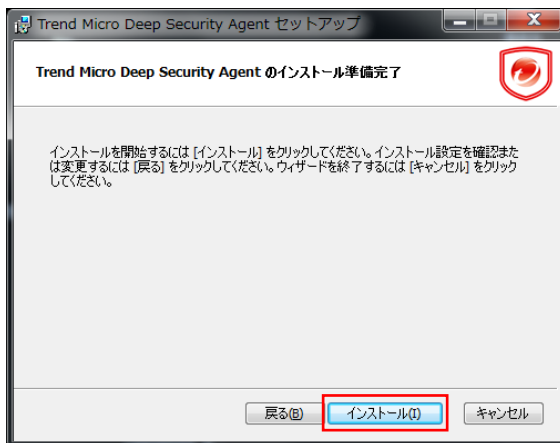 Trend Micro Deep Security Agent セットアップ
Trend Micro Deep Security Agent のインストール準備完了
インストールを開始するには [インストール] をクリックしてください。インストール設定を確認また
は変更するには [戻る] をクリックしてください。ウィザードを終了するには [キャンセル] をクリック
してください。
戻る(B) インストール(I) キャンセル